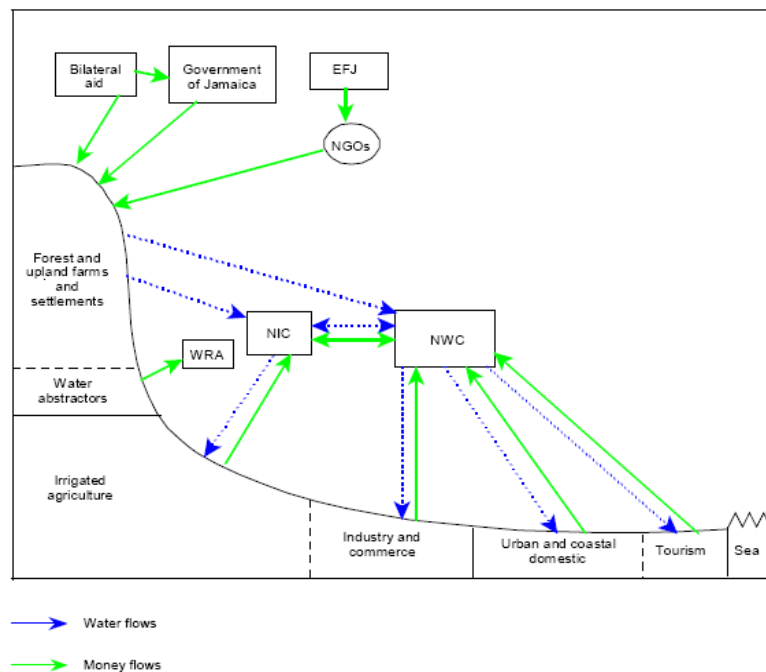 Bilateral
aid
Government
of Jamaica
EFJ
NGOs
Forest and
upland farms
and
settlements
NIC
NWC
WRA
Water
abstractors
Irrigated
agriculture
Industry and
commerce
Urban and coastal
domestic
Tourism
Sea
Water flows
Money flows